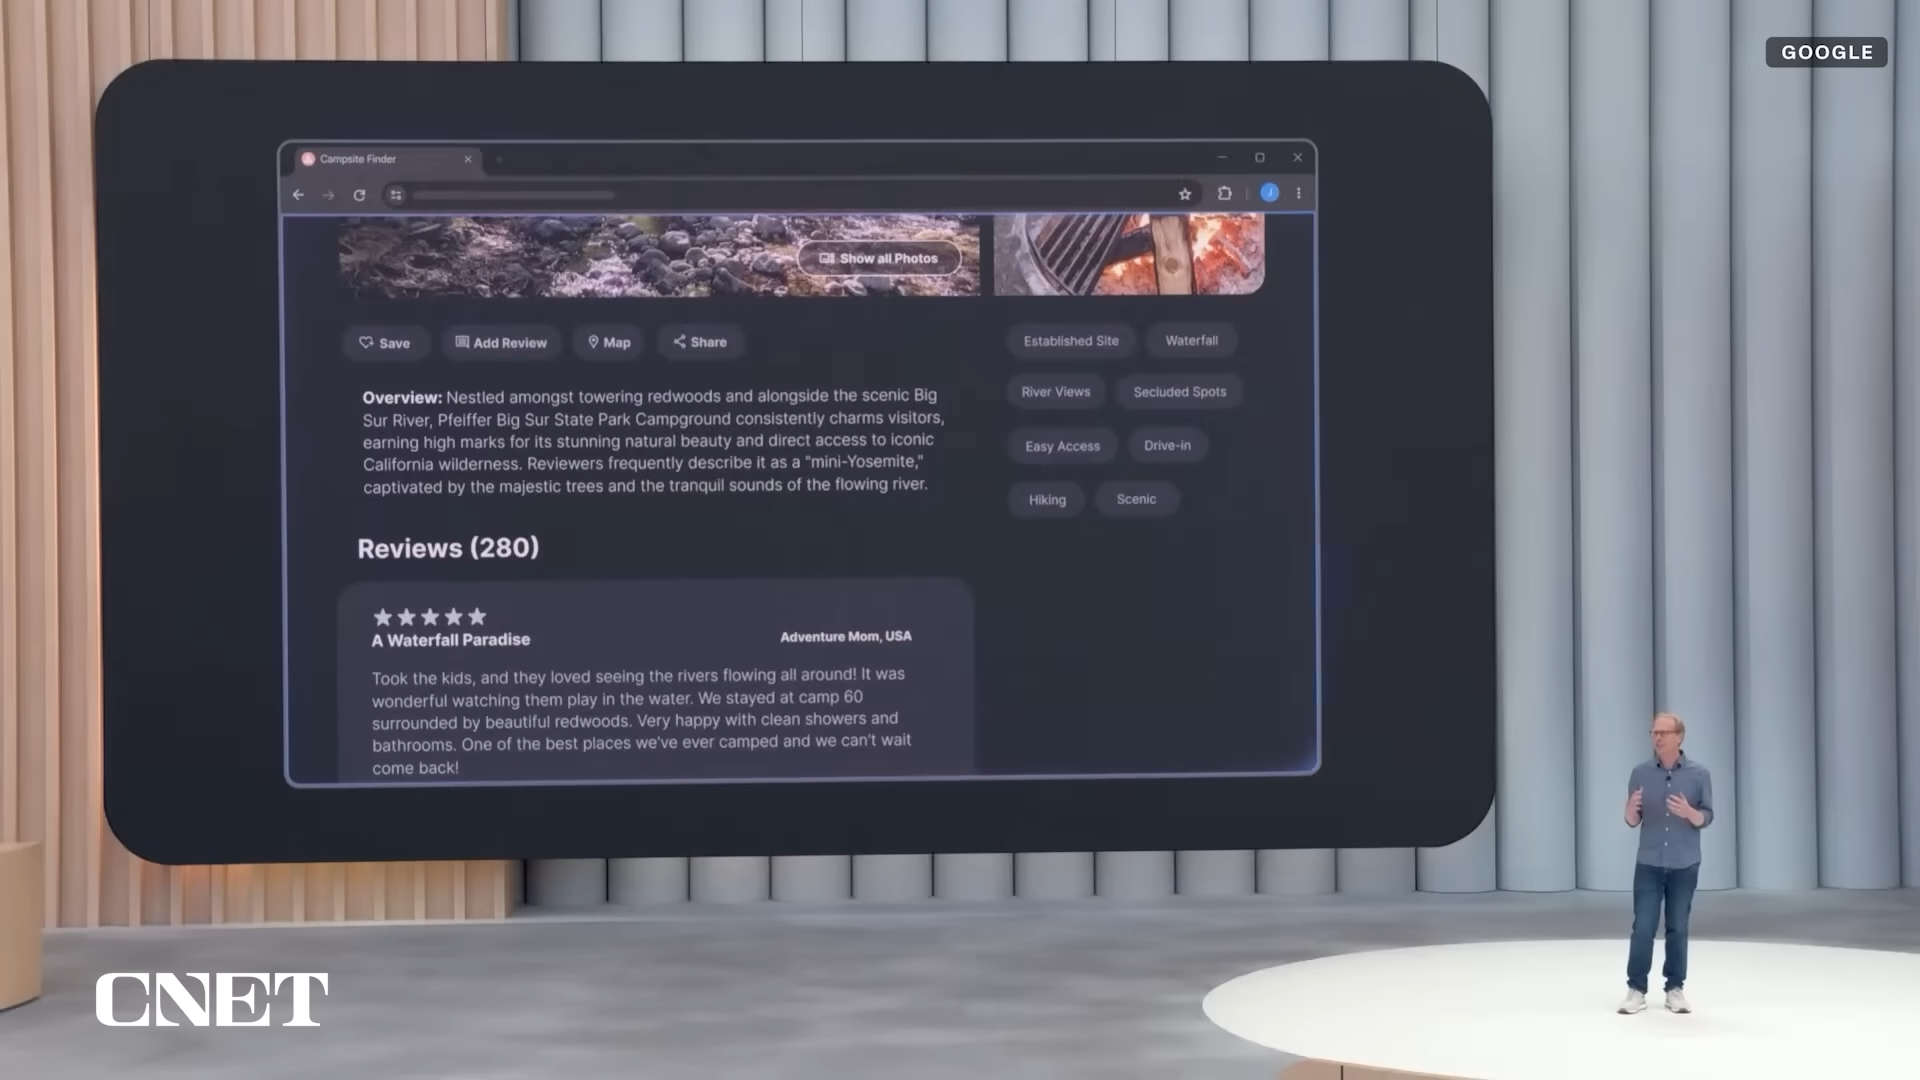 GOOGLE
Campsite Finder
J
Show all Photos
Save
Add Review
Map
Share
Established Site
Waterfall
River Views
Secluded Spots
Easy Access
Drive-in
Hiking
Scenic
Overview: Nestled amongst towering redwoods and alongside the scenic Big
Sur River, Pfeiffer Big Sur State Park Campground consistently charms visitors,
earning high marks for its stunning natural beauty and direct access to iconic
California wilderness. Reviewers frequently describe it as a "mini-Yosemite,"
captivated by the majestic trees and the tranquil sounds of the flowing river.
Reviews (280)
A Waterfall Paradise
Adventure Mom, USA
Took the kids, and they loved seeing the rivers flowing all around! It was
wonderful watching them play in the water. We stayed at camp 60
surrounded by beautiful redwoods. Very happy with clean showers and
bathrooms. One of the best places we've ever camped and we can't wait
come back!
CNET